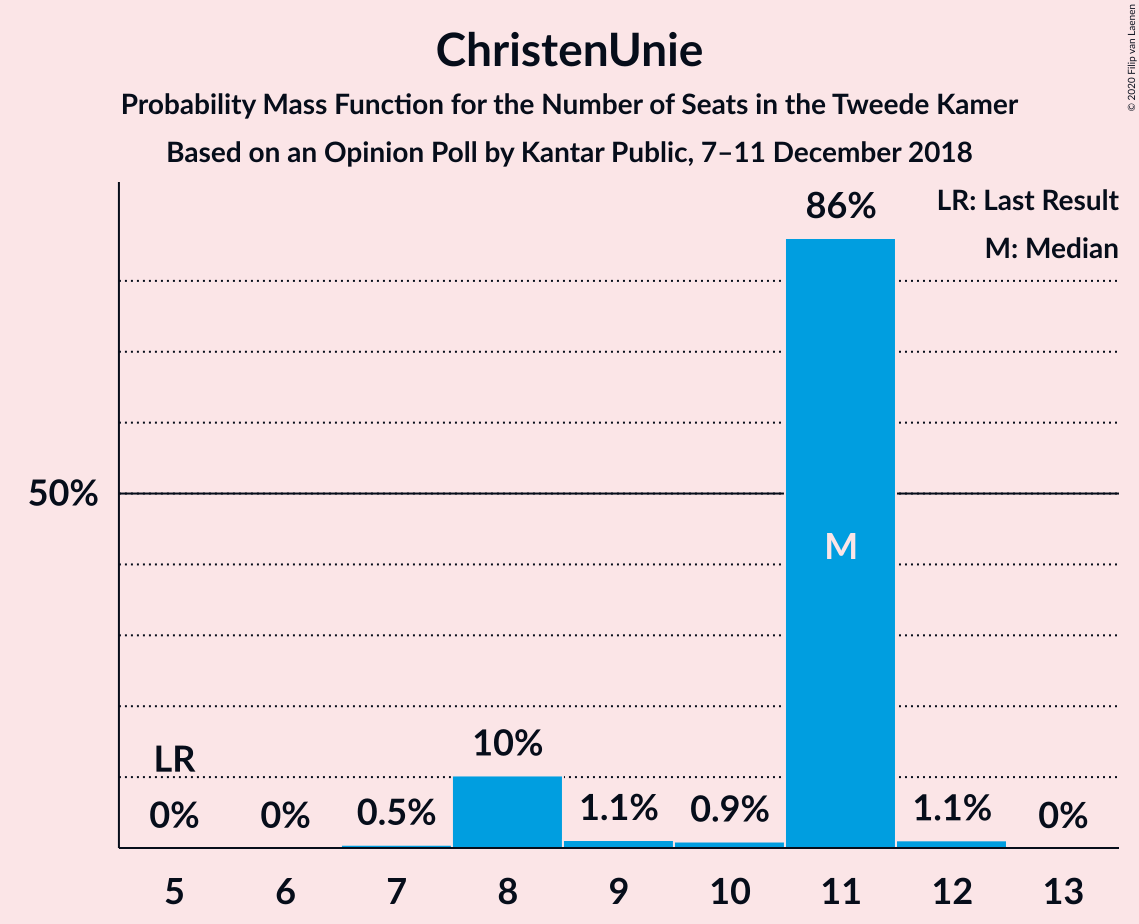 ChristenUnie
Probability Mass Function for the Number of Seats in the Tweede Kamer
Based on an Opinion Poll by Kantar Public, 7–11 December 2018
© 2020 Filip van Laenen
LR: Last Result
M: Median
86%
50%
M
LR
10%
0% 0% 0.5% 1.1% 0.9% 1.1% 0%
5 6 7 8 9 10 11 12 13